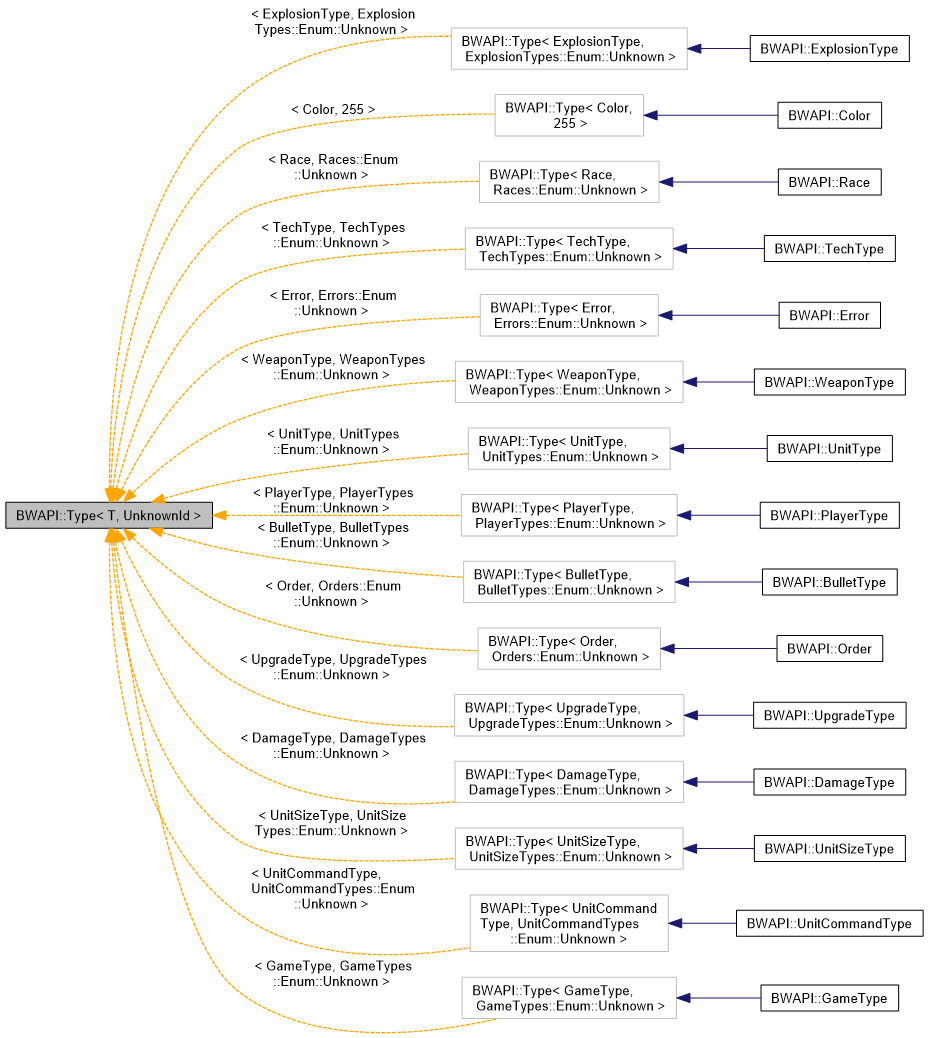 < ExplosionType, Explosion
Types::Enum::Unknown >
BWAPI::Type< ExplosionType,
ExplosionTypes::Enum::Unknown >
BWAPI::ExplosionType
< Color, 255 >
BWAPI::Type< Color,
255 >
BWAPI::Color
< Race, Races::Enum
::Unknown >
BWAPI::Type< Race,
Races::Enum::Unknown >
BWAPI::Race
< TechType, TechTypes
::Enum::Unknown >
BWAPI::Type< TechType,
TechTypes::Enum::Unknown >
BWAPI::TechType
< Error, Errors::Enum
::Unknown >
BWAPI::Type< Error,
Errors::Enum::Unknown >
BWAPI::Error
< WeaponType, WeaponTypes
::Enum::Unknown >
BWAPI::Type< WeaponType,
WeaponTypes::Enum::Unknown >
BWAPI::WeaponType
< UnitType, UnitTypes
::Enum::Unknown >
BWAPI::Type< UnitType,
UnitTypes::Enum::Unknown >
BWAPI::UnitType
BWAPI::Type< T, UnknownId >
< PlayerType, PlayerTypes
::Enum::Unknown >
BWAPI::Type< PlayerType,
PlayerTypes::Enum::Unknown >
BWAPI::PlayerType
< BulletType, BulletTypes
::Enum::Unknown >
BWAPI::Type< BulletType,
BulletTypes::Enum::Unknown >
BWAPI::BulletType
< Order, Orders::Enum
::Unknown >
BWAPI::Type< Order,
Orders::Enum::Unknown >
BWAPI::Order
< UpgradeType, UpgradeTypes
::Enum::Unknown >
BWAPI::Type< UpgradeType,
UpgradeTypes::Enum::Unknown >
BWAPI::UpgradeType
< DamageType, DamageTypes
::Enum::Unknown >
BWAPI::Type< DamageType,
DamageTypes::Enum::Unknown >
BWAPI::DamageType
< UnitSizeType, UnitSize
Types::Enum::Unknown >
BWAPI::Type< UnitSizeType,
UnitSizeTypes::Enum::Unknown >
BWAPI::UnitSizeType
< UnitCommandType,
UnitCommandTypes::Enum
::Unknown >
BWAPI::Type< UnitCommand
Type, UnitCommandTypes
::Enum::Unknown >
BWAPI::UnitCommandType
< GameType, GameTypes
::Enum::Unknown >
BWAPI::Type< GameType,
GameTypes::Enum::Unknown >
BWAPI::GameType